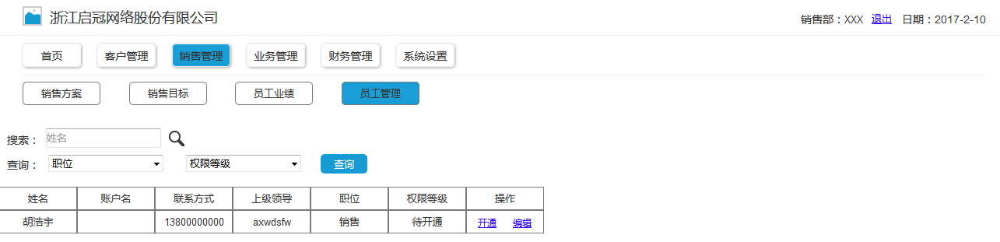 浙江启冠网络股份有限公司
销售部：XXX 退出 日期：2017-2-10
首页 客户管理 销售管理 业务管理 财务管理 系统设置
销售方案 销售目标 员工业绩 员工管理
搜索： 姓名
查询： 职位 权限等级 查询
姓名 账户名 联系方式 上级领导 职位 权限等级 操作
胡浩宇 13800000000 axwdsfw 销售 待开通 开通 编辑